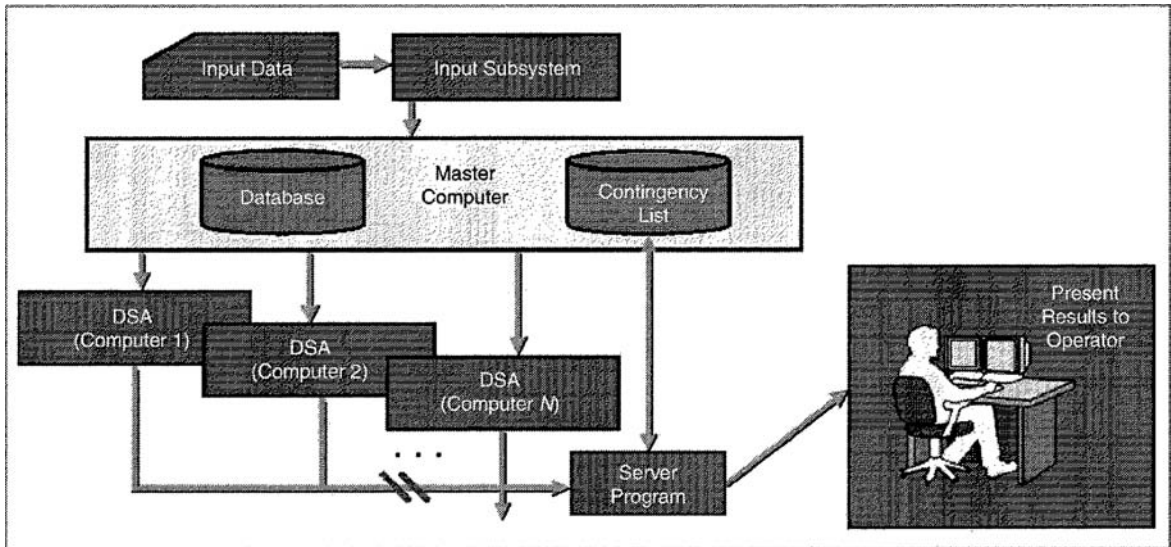 Input Data
Input Subsystem
Database
Master
Computer
Contingency
List
DSA
(Computer 1)
DSA
(Computer 2)
DSA
(Computer N)
. . .
Server
Program
Present
Results to
Operator